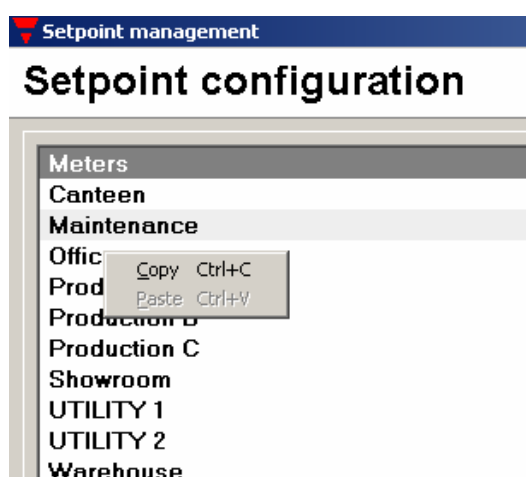 Setpoint management
Setpoint configuration
Meters
Canteen
Maintenance
Copy Ctrl+C
Paste Ctrl+V
Production C
Showroom
UTILITY 1
UTILITY 2
Warehouse